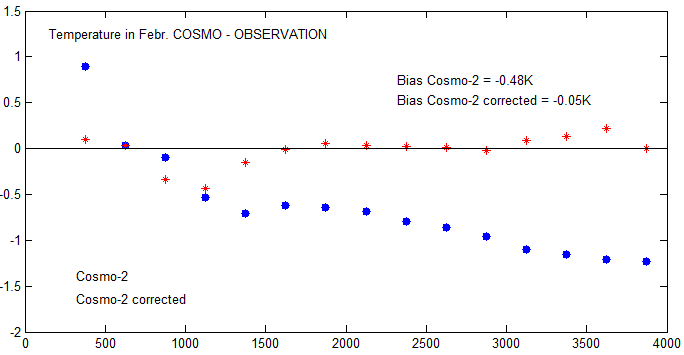 1.5
Temperature in Febr. COSMO - OBSERVATION
1
Bias Cosmo-2 = -0.48K
0.5
Bias Cosmo-2 corrected = -0.05K
0
-0.5
-1
Cosmo-2
-1.5
Cosmo-2 corrected
-2
0 500 1000 1500 2000 2500 3000 3500 4000